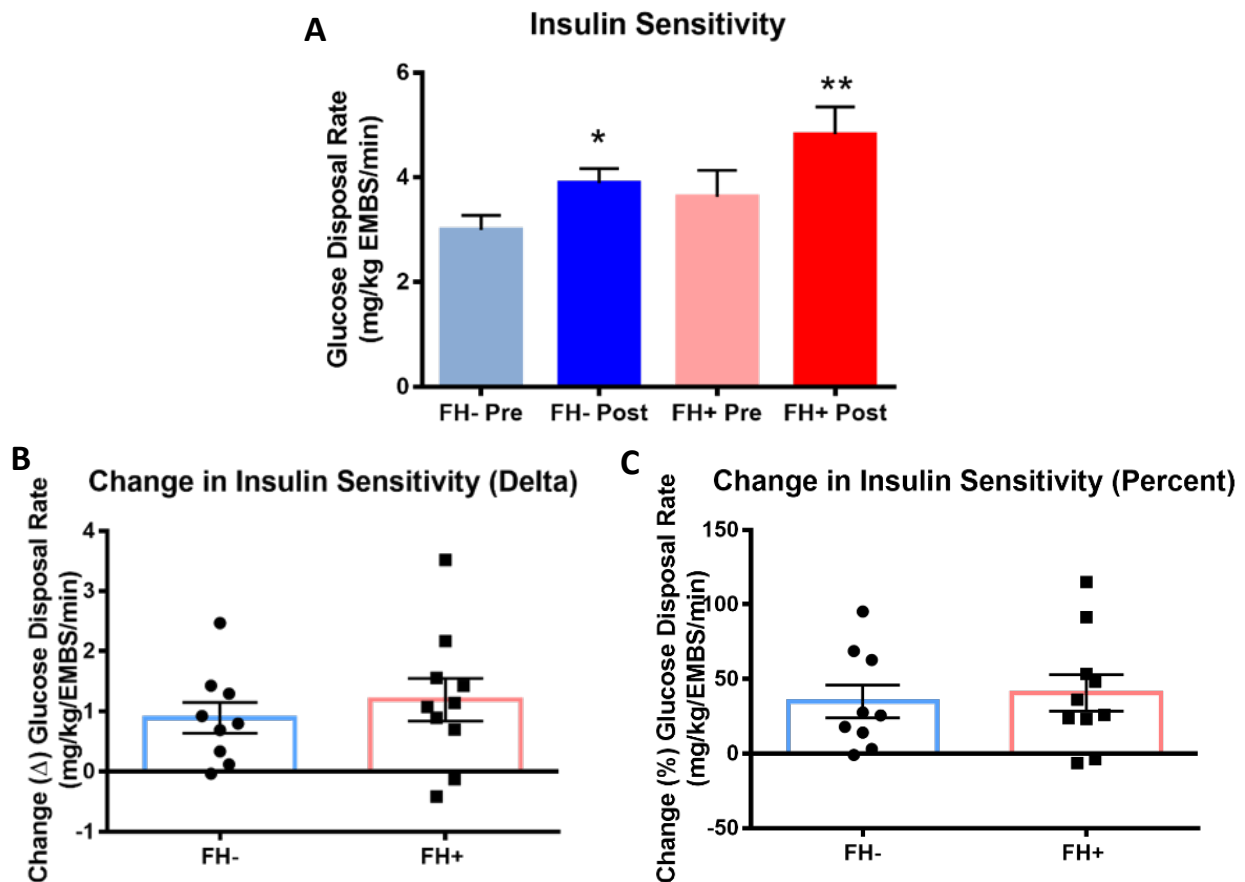 A
Insulin Sensitivity
Glucose Disposal Rate
(mg/kg EMBS/min)
6
4
2
0
*
**
FH- Pre
FH- Post
FH+ Pre
FH+ Post
B
Change in Insulin Sensitivity (Delta)
Change (Δ) Glucose Disposal Rate
(mg/kg/EMBS/min)
4
3
2
1
0
-1
FH-
FH+
C
Change in Insulin Sensitivity (Percent)
Change (%) Glucose Disposal Rate
(mg/kg/EMBS/min)
150
100
50
0
-50
FH-
FH+